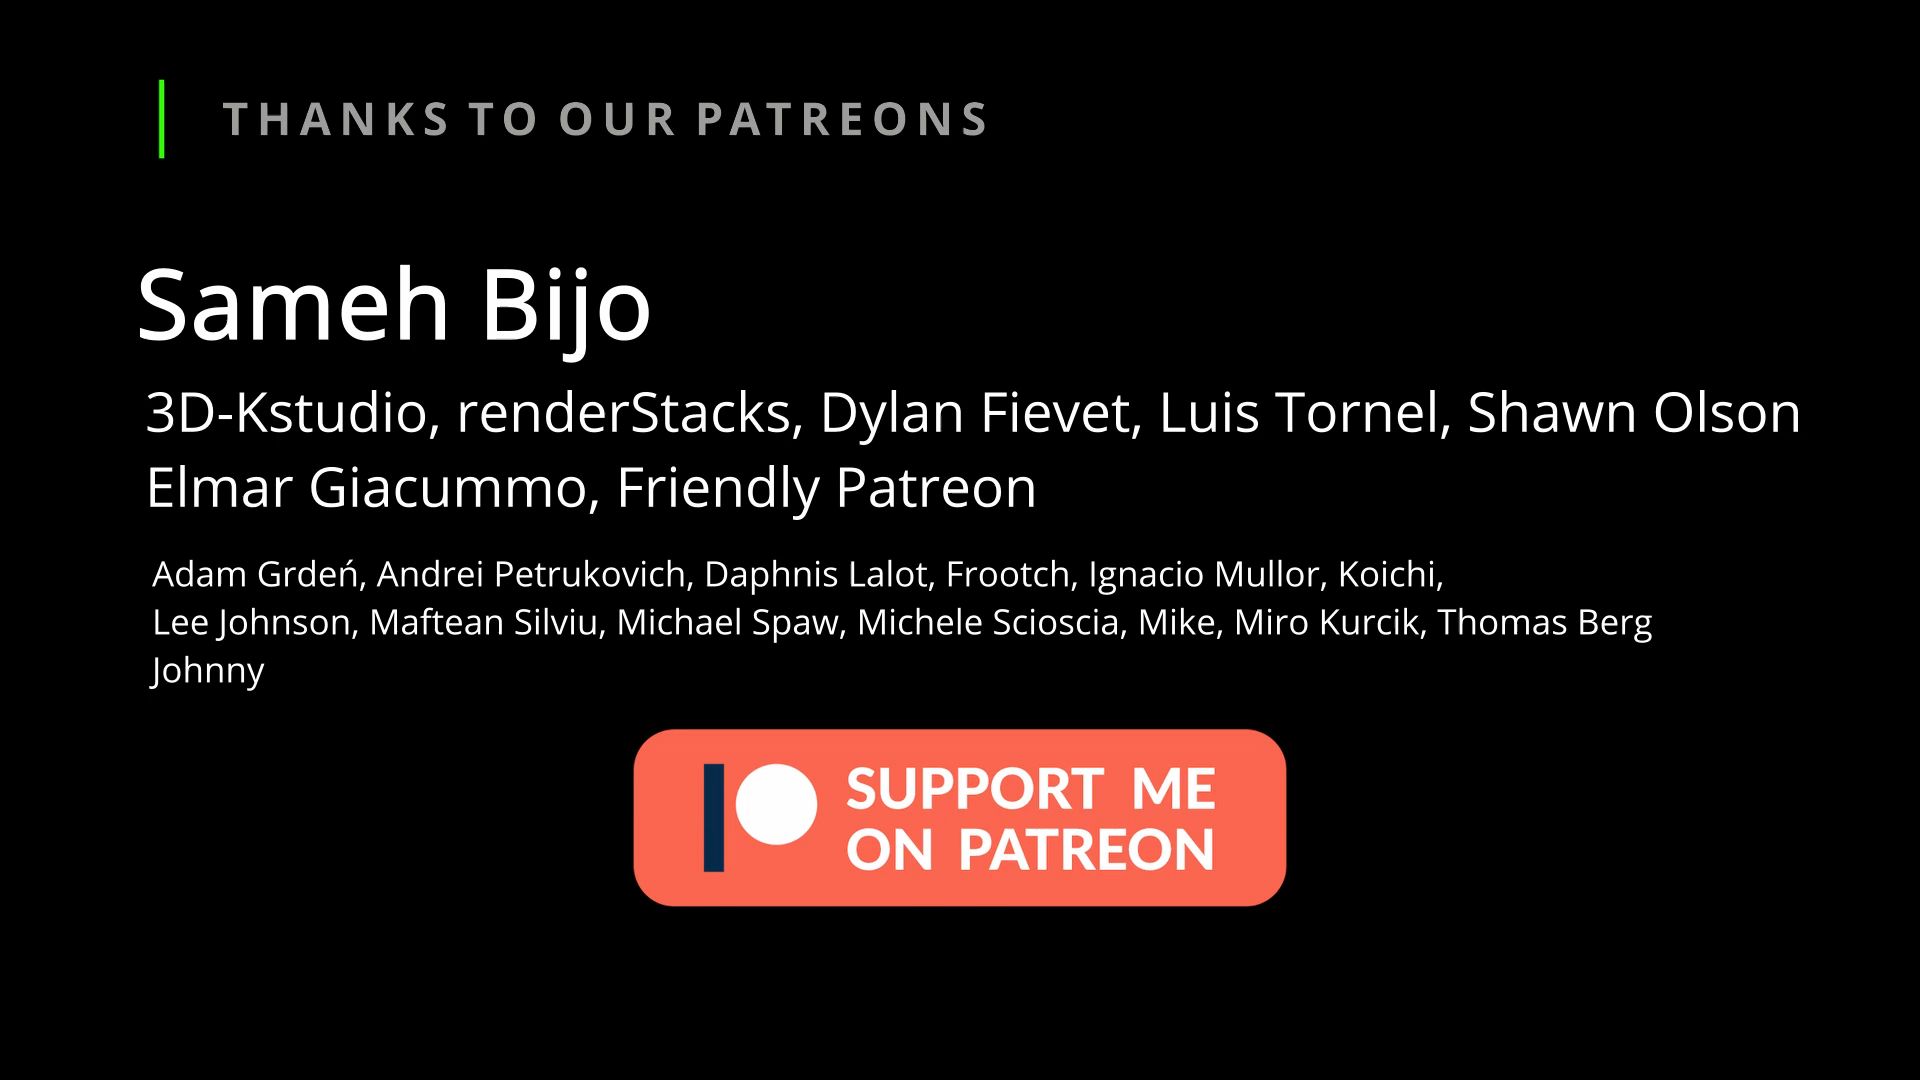 THANKS TO OUR PATREONS
Sameh Bijo
3D-Kstudio, renderStacks, Dylan Fievet, Luis Tornel, Shawn Olson
Elmar Giacummo, Friendly Patreon
Adam Grdeń, Andrei Petrukovich, Daphnis Lalot, Frootch, Ignacio Mullor, Koichi,
Lee Johnson, Maftean Silviu, Michael Spaw, Michele Scioscia, Mike, Miro Kurcik, Thomas Berg
Johnny
SUPPORT ME
ON PATREON